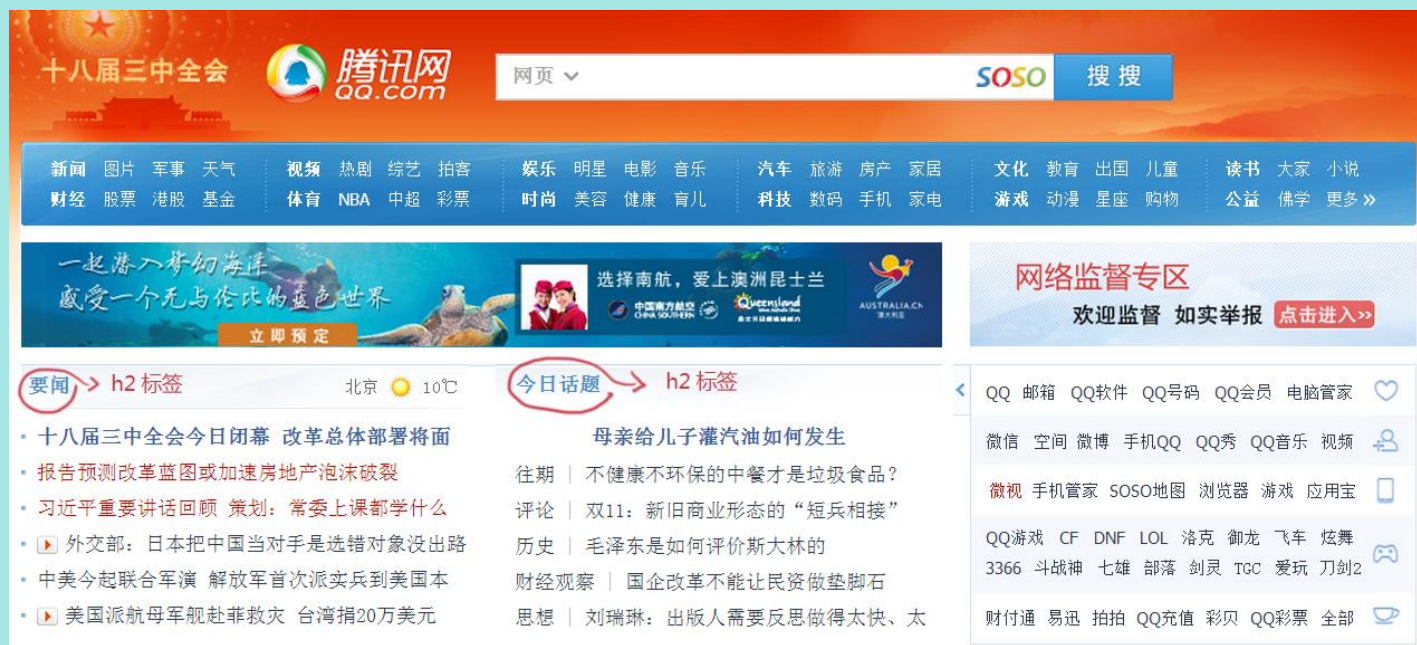 十八届三中全会
腾讯网
QQ.com
网页
SOSO
搜搜
新闻 图片 军事 天气 视频 热剧 综艺 拍客 娱乐 明星 电影 音乐 汽车 旅游 房产 家居 文化 教育 出国 儿童 读书 大家 小说
财经 股票 港股 基金 体育 NBA 中超 彩票 时尚 美容 健康 育儿 科技 数码 手机 家电 游戏 动漫 星座 购物 公益 佛学 更多 »
一起潜入梦幻海洋
感受一个无与伦比的蓝色世界
立即预定
选择南航，爱上澳洲昆士兰
中国南方航空
CHINA SOUTHERN
Queensland
AUSTRALIA.CN
澳大利亚
网络监督专区
欢迎监督 如实举报 点击进入>>
要闻 h2 标签 北京 10℃
十八届三中全会今日闭幕 改革总体部署将面
报告预测改革蓝图或加速房地产泡沫破裂
习近平重要讲话回顾 策划：常委上课都学什么
外交部：日本把中国当对手是选错对象没出路
中美今起联合军演 解放军首次派实兵到美国本
美国派航母军舰赴菲救灾 台湾捐20万美元
今日话题 h2 标签
母亲给儿子灌汽油如何发生
往期 | 不健康不环保的中餐才是垃圾食品？
评论 | 双11：新旧商业形态的“短兵相接”
历史 | 毛泽东是如何评价斯大林的
财经观察 | 国企改革不能让民资做垫脚石
思想 | 刘瑞琳：出版人需要反思做得太快、太
QQ 邮箱 QQ软件 QQ号码 QQ会员 电脑管家
微信 空间 微博 手机QQ QQ秀 QQ音乐 视频
微视 手机管家 SOSO地图 浏览器 游戏 应用宝
QQ游戏 CF DNF LOL 洛克 御龙 飞车 炫舞
3366 斗战神 七雄 部落 剑灵 TGC 爱玩 刀剑2
财付通 易迅 拍拍 QQ充值 彩贝 QQ彩票 全部